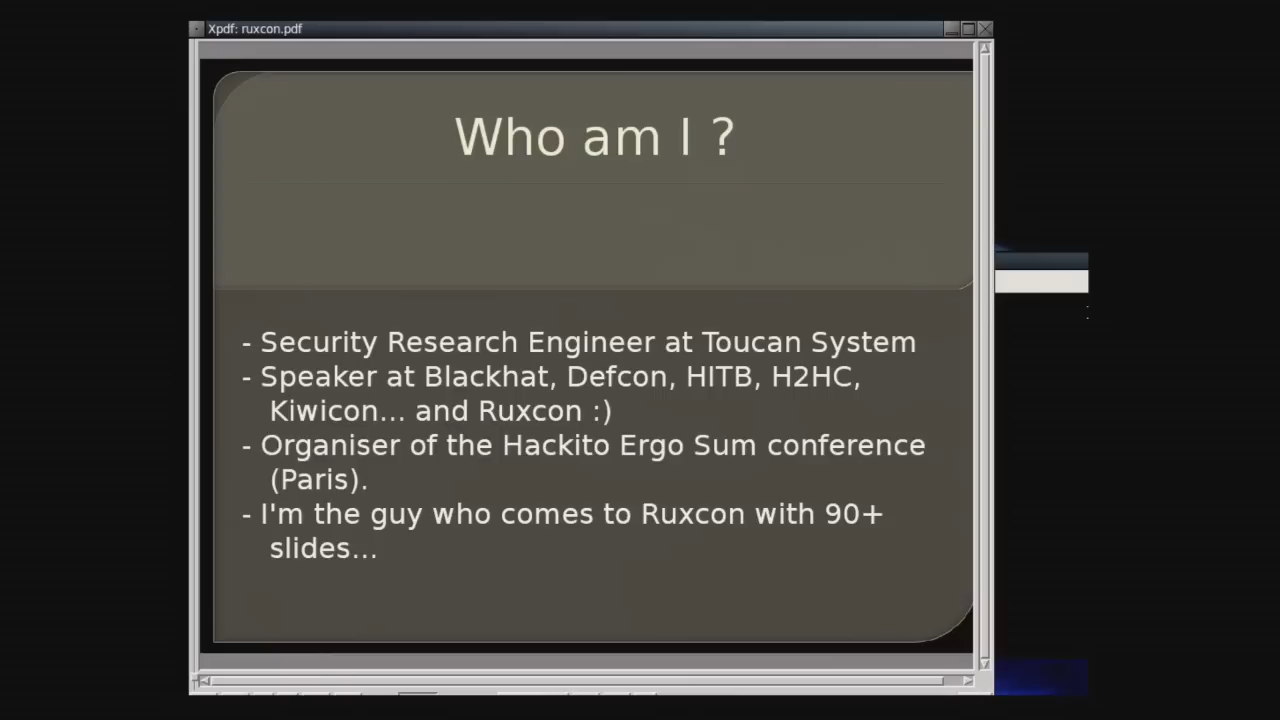 Xpdf: ruxcon.pdf
Who am I ?
- Security Research Engineer at Toucan System
- Speaker at Blackhat, Defcon, HITB, H2HC,
Kiwicon... and Ruxcon :)
- Organiser of the Hackito Ergo Sum conference
(Paris).
- I'm the guy who comes to Ruxcon with 90+
slides...